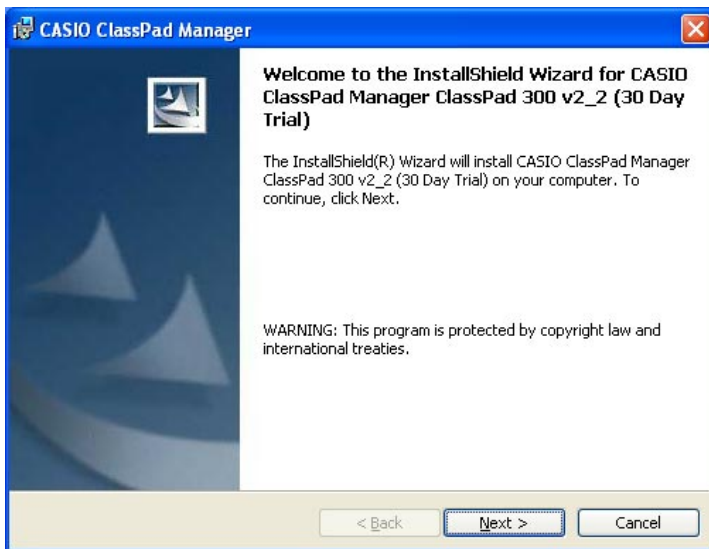 CASIO ClassPad Manager
Welcome to the InstallShield Wizard for CASIO
ClassPad Manager ClassPad 300 v2_2 (30 Day
Trial)
The InstallShield(R) Wizard will install CASIO ClassPad Manager
ClassPad 300 v2_2 (30 Day Trial) on your computer. To
continue, click Next.
WARNING: This program is protected by copyright law and
international treaties.
< Back
Next >
Cancel